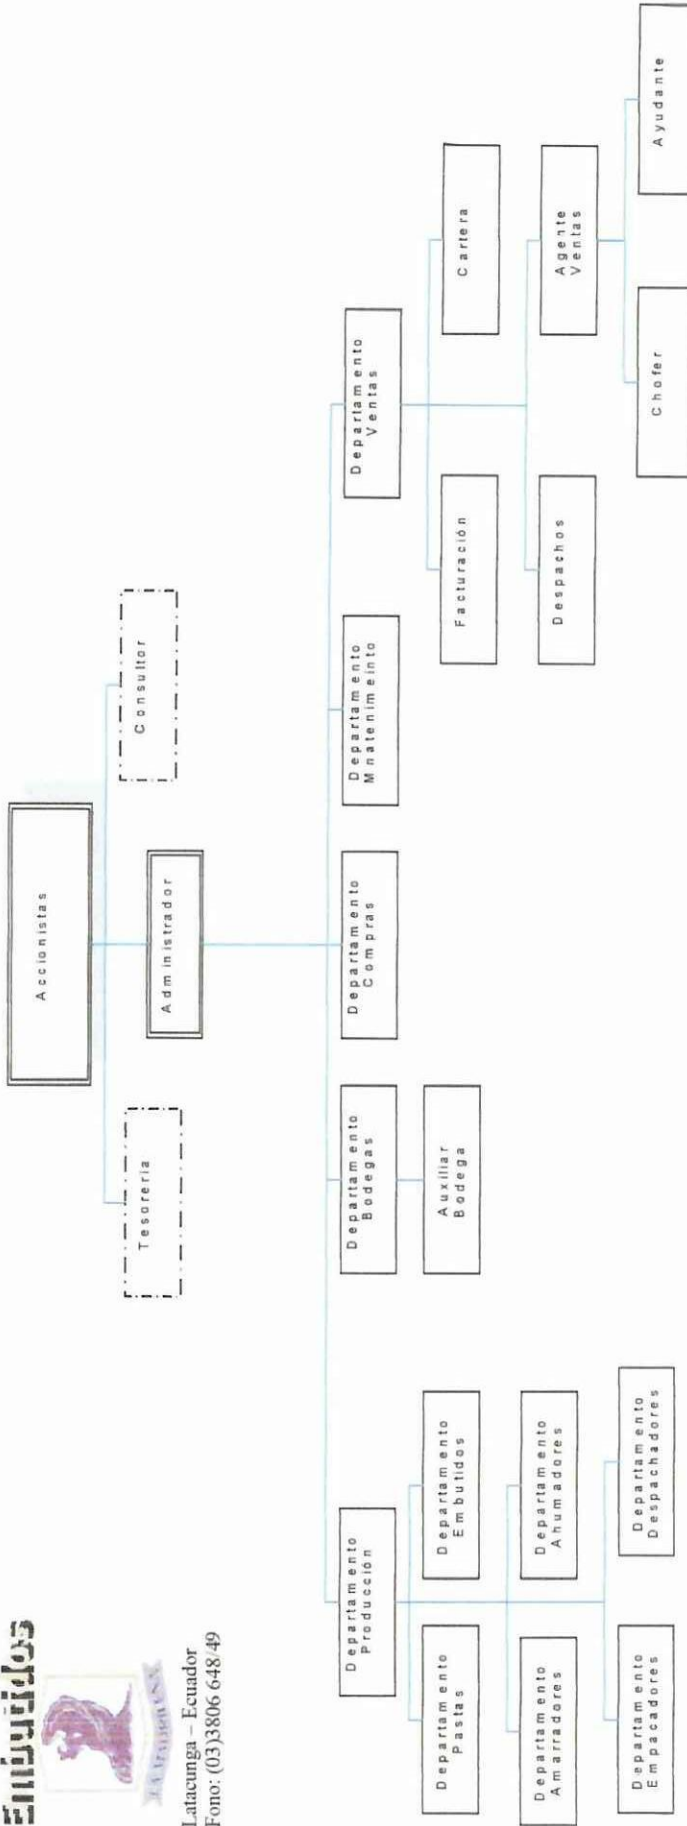 Embutidos
Latacunga – Ecuador
Fono: (03)3806 648/49
Accionistas
Tesoreria
Consultor
Administrador
Departamento
Producción
Departamento
Bodegas
Departamento
Compras
Departamento
Mnatenimeinto
Departamento
Ventas
Departamento
Pastas
Departamento
Embutidos
Auxiliar
Bodega
Facturación
Cartera
Departamento
Amarradores
Departamento
Ahumadores
Despachos
Agente
Ventas
Departamento
Empacadores
Departamento
Despachadores
Chofer
Ayudante